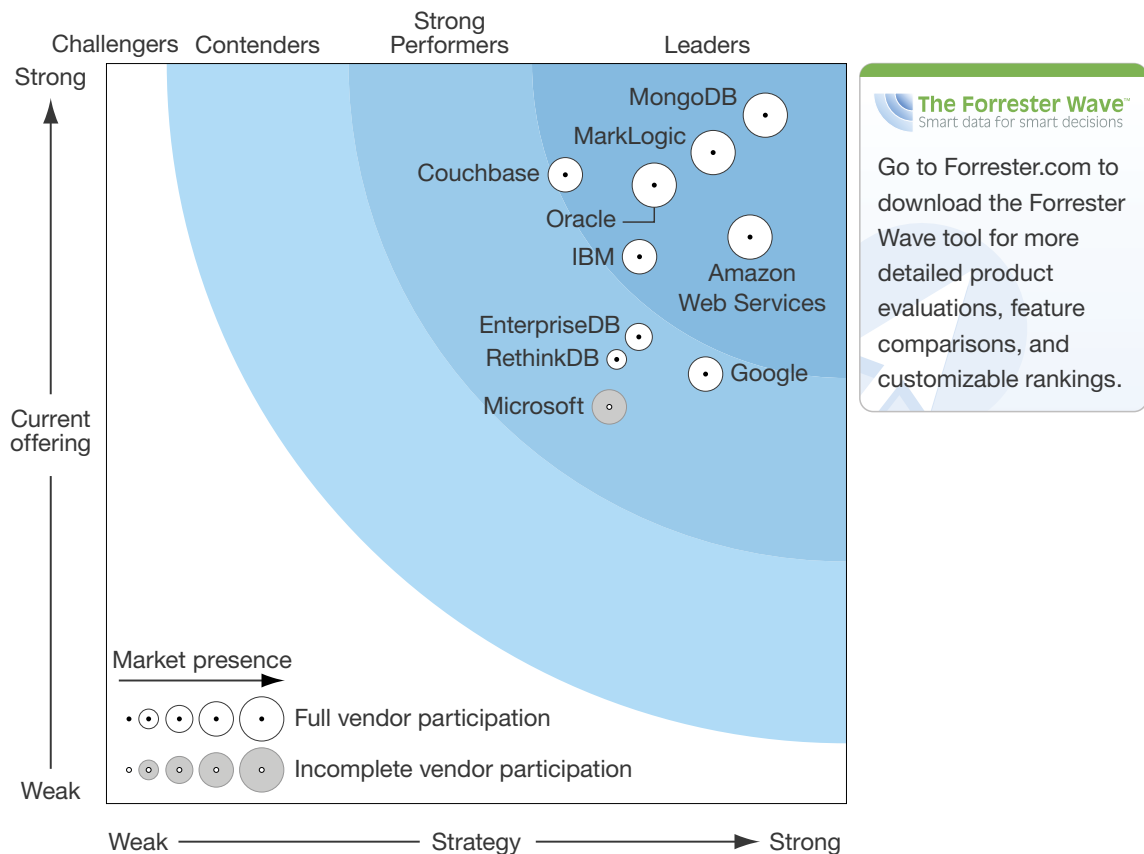 Challengers
Contenders
Strong
Performers
Leaders
Strong
Current
offering
Weak
MongoDB
MarkLogic
Couchbase
Oracle
IBM
Amazon
Web Services
EnterpriseDB
RethinkDB
Google
Microsoft
Market presence
Full vendor participation
Incomplete vendor participation
Weak
Strategy
Strong
The Forrester Wave™
Smart data for smart decisions
Go to Forrester.com to
download the Forrester
Wave tool for more
detailed product
evaluations, feature
comparisons, and
customizable rankings.